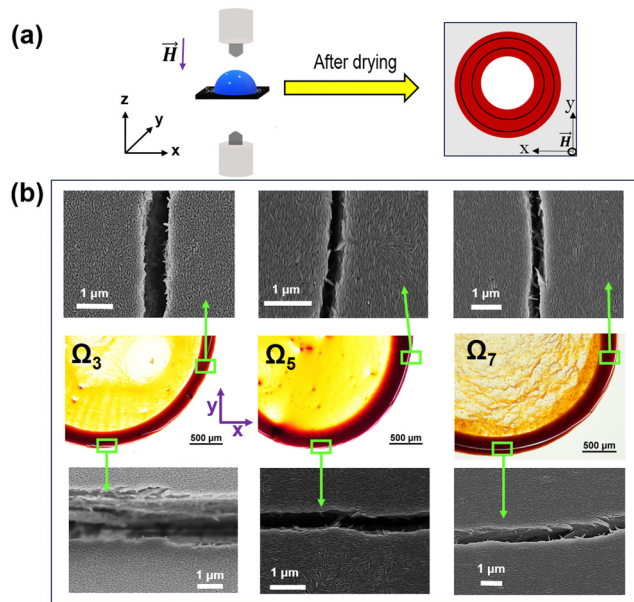 (a)
H
After drying
z
y
x
y
x
H
(b)
1 µm
1 µm
1 µm
Ω3
Ω5
Ω7
y
x
500 µm
500 µm
500 µm
1 µm
1 µm
1 µm